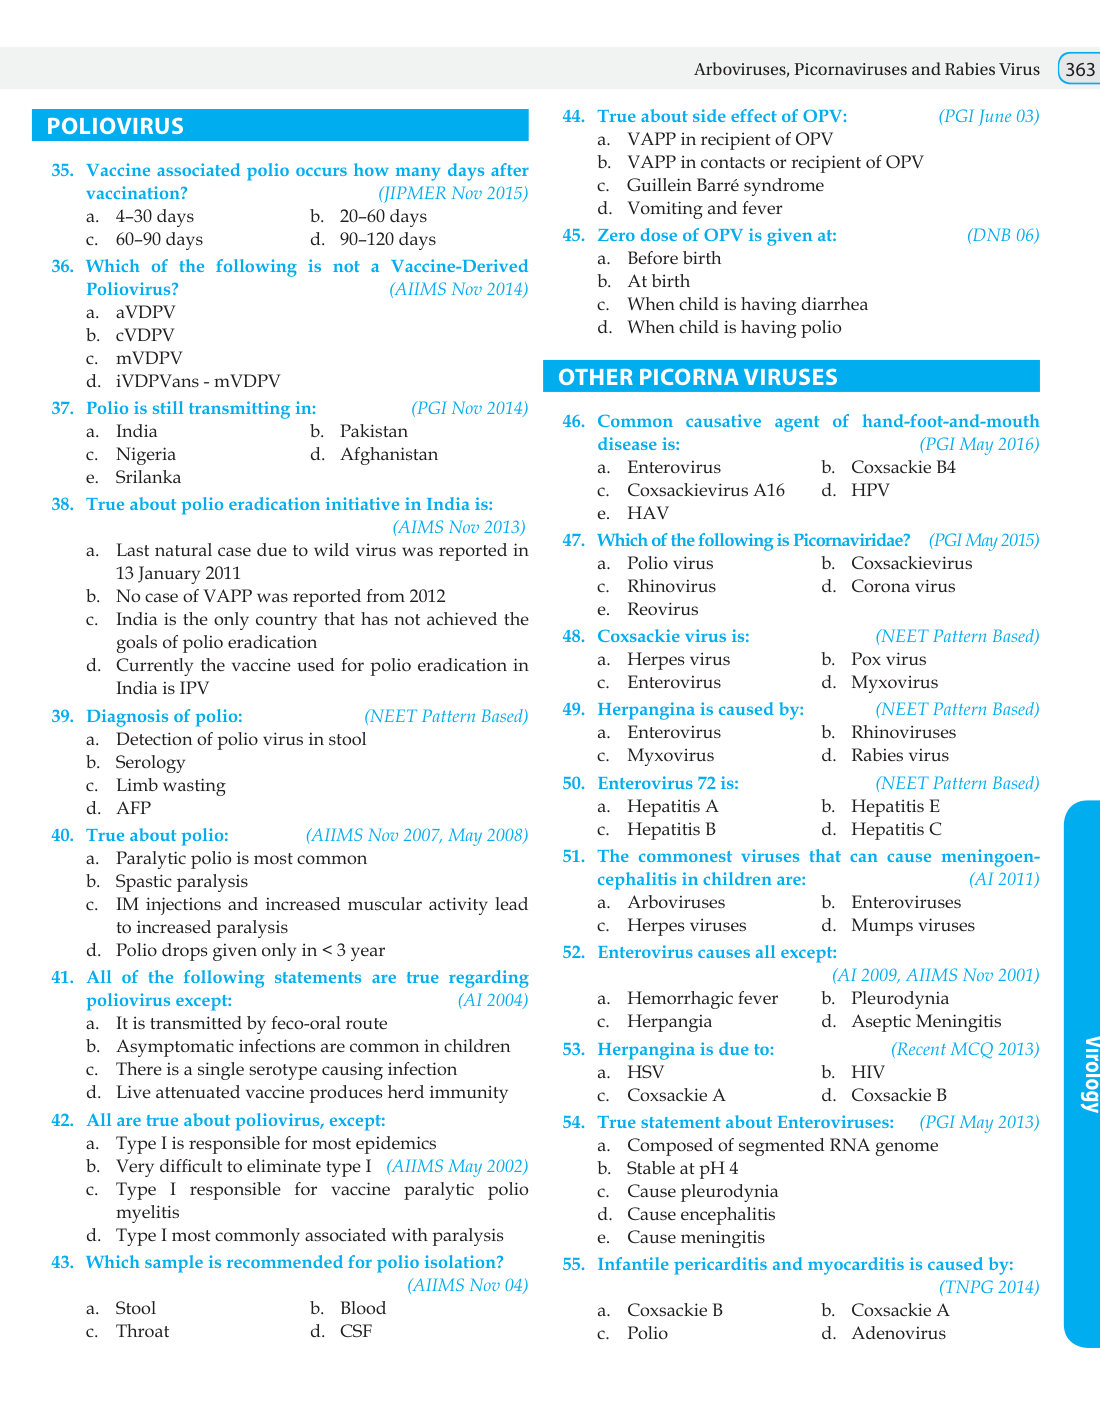 Arboviruses, Picornaviruses and Rabies Virus 363
POLIOVIRUS
35. Vaccine associated polio occurs how many days after
vaccination? (JIPMER Nov 2015)
a. 4–30 days b. 20–60 days
c. 60–90 days d. 90–120 days
36. Which of the following is not a Vaccine-Derived
Poliovirus? (AIIMS Nov 2014)
a. aVDPV
b. cVDPV
c. mVDPV
d. iVDPVans - mVDPV
37. Polio is still transmitting in: (PGI Nov 2014)
a. India b. Pakistan
c. Nigeria d. Afghanistan
e. Srilanka
38. True about polio eradication initiative in India is:
(AIMS Nov 2013)
a. Last natural case due to wild virus was reported in
13 January 2011
b. No case of VAPP was reported from 2012
c. India is the only country that has not achieved the
goals of polio eradication
d. Currently the vaccine used for polio eradication in
India is IPV
39. Diagnosis of polio: (NEET Pattern Based)
a. Detection of polio virus in stool
b. Serology
c. Limb wasting
d. AFP
40. True about polio: (AIIMS Nov 2007, May 2008)
a. Paralytic polio is most common
b. Spastic paralysis
c. IM injections and increased muscular activity lead
to increased paralysis
d. Polio drops given only in < 3 year
41. All of the following statements are true regarding
poliovirus except: (AI 2004)
a. It is transmitted by feco-oral route
b. Asymptomatic infections are common in children
c. There is a single serotype causing infection
d. Live attenuated vaccine produces herd immunity
42. All are true about poliovirus, except:
a. Type I is responsible for most epidemics
b. Very difficult to eliminate type I (AIIMS May 2002)
c. Type I responsible for vaccine paralytic polio
myelitis
d. Type I most commonly associated with paralysis
43. Which sample is recommended for polio isolation?
(AIIMS Nov 04)
a. Stool b. Blood
c. Throat d. CSF
44. True about side effect of OPV: (PGI June 03)
a. VAPP in recipient of OPV
b. VAPP in contacts or recipient of OPV
c. Guillein Barré syndrome
d. Vomiting and fever
45. Zero dose of OPV is given at: (DNB 06)
a. Before birth
b. At birth
c. When child is having diarrhea
d. When child is having polio
OTHER PICORNA VIRUSES
46. Common causative agent of hand-foot-and-mouth
disease is: (PGI May 2016)
a. Enterovirus b. Coxsackie B4
c. Coxsackievirus A16 d. HPV
e. HAV
47. Which of the following is Picornaviridae? (PGI May 2015)
a. Polio virus b. Coxsackievirus
c. Rhinovirus d. Corona virus
e. Reovirus
48. Coxsackie virus is: (NEET Pattern Based)
a. Herpes virus b. Pox virus
c. Enterovirus d. Myxovirus
49. Herpangina is caused by: (NEET Pattern Based)
a. Enterovirus b. Rhinoviruses
c. Myxovirus d. Rabies virus
50. Enterovirus 72 is: (NEET Pattern Based)
a. Hepatitis A b. Hepatitis E
c. Hepatitis B d. Hepatitis C
51. The commonest viruses that can cause meningoen-
cephalitis in children are: (AI 2011)
a. Arboviruses b. Enteroviruses
c. Herpes viruses d. Mumps viruses
52. Enterovirus causes all except:
(AI 2009, AIIMS Nov 2001)
a. Hemorrhagic fever b. Pleurodynia
c. Herpangia d. Aseptic Meningitis
53. Herpangina is due to: (Recent MCQ 2013)
a. HSV b. HIV
c. Coxsackie A d. Coxsackie B
54. True statement about Enteroviruses: (PGI May 2013)
a. Composed of segmented RNA genome
b. Stable at pH 4
c. Cause pleurodynia
d. Cause encephalitis
e. Cause meningitis
55. Infantile pericarditis and myocarditis is caused by:
(TNPG 2014)
a. Coxsackie B b. Coxsackie A
c. Polio d. Adenovirus
Virology